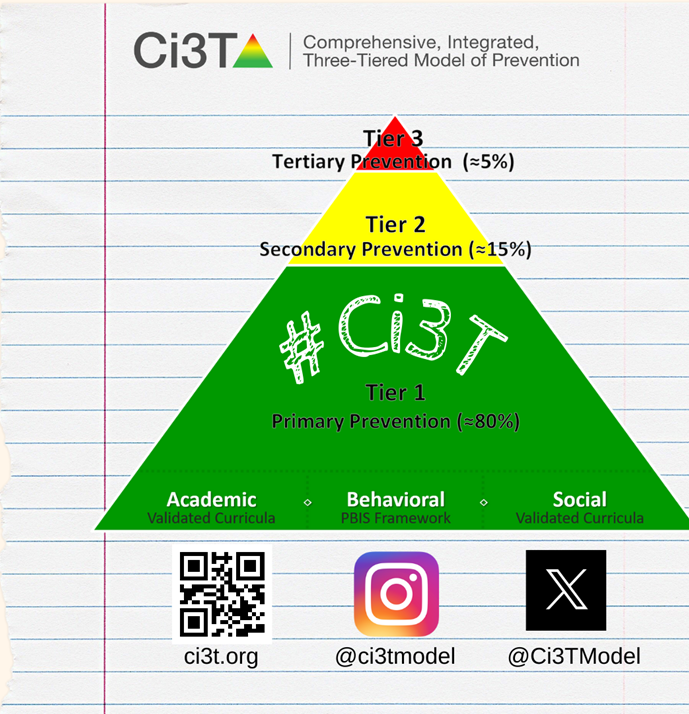 Ci3T
Comprehensive, Integrated,
Three-Tiered Model of Prevention
Tier 3
Tertiary Prevention (≈5%)
Tier 2
Secondary Prevention (≈15%)
#Ci3T
Tier 1
Primary Prevention (≈80%)
Academic ◇ Behavioral ◇ Social
Validated Curricula PBIS Framework Validated Curricula
ci3t.org @ci3tmodel @Ci3TModel